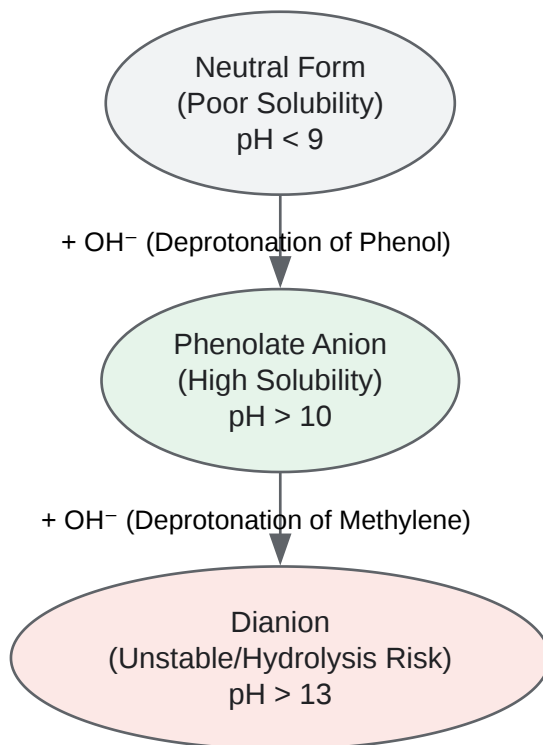 Neutral Form
(Poor Solubility)
pH < 9
+ OH⁻ (Deprotonation of Phenol)
Phenolate Anion
(High Solubility)
pH > 10
+ OH⁻ (Deprotonation of Methylene)
Dianion
(Unstable/Hydrolysis Risk)
pH > 13